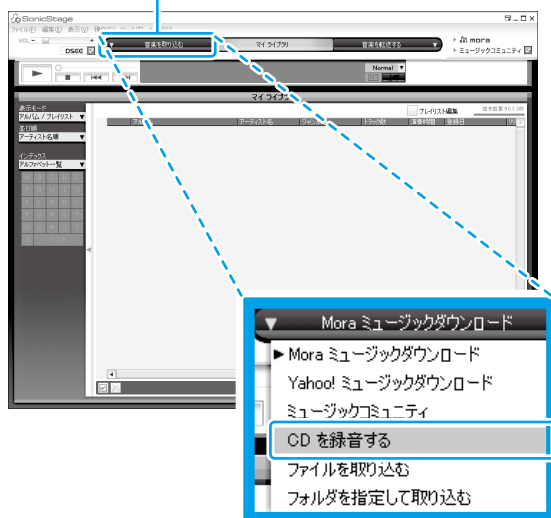 SonicStage
ファイル(F) 編集(E) 表示(V)
VOL - +
DSEE
音楽を取り込む
マイ ライブラリ
音楽を転送する
mora
ミュージックコミュニティ
Normal
マイ ライブラリ
表示モード
アルバム / プレイリスト
並び順
アーティスト名順
インデックス
アルファベット一覧
プレイリスト編集
アーティスト名
トラック数
演奏時間
登録日
Mora ミュージックダウンロード
Mora ミュージックダウンロード
Yahoo! ミュージックダウンロード
ミュージックコミュニティ
CD を録音する
ファイルを取り込む
フォルダを指定して取り込む